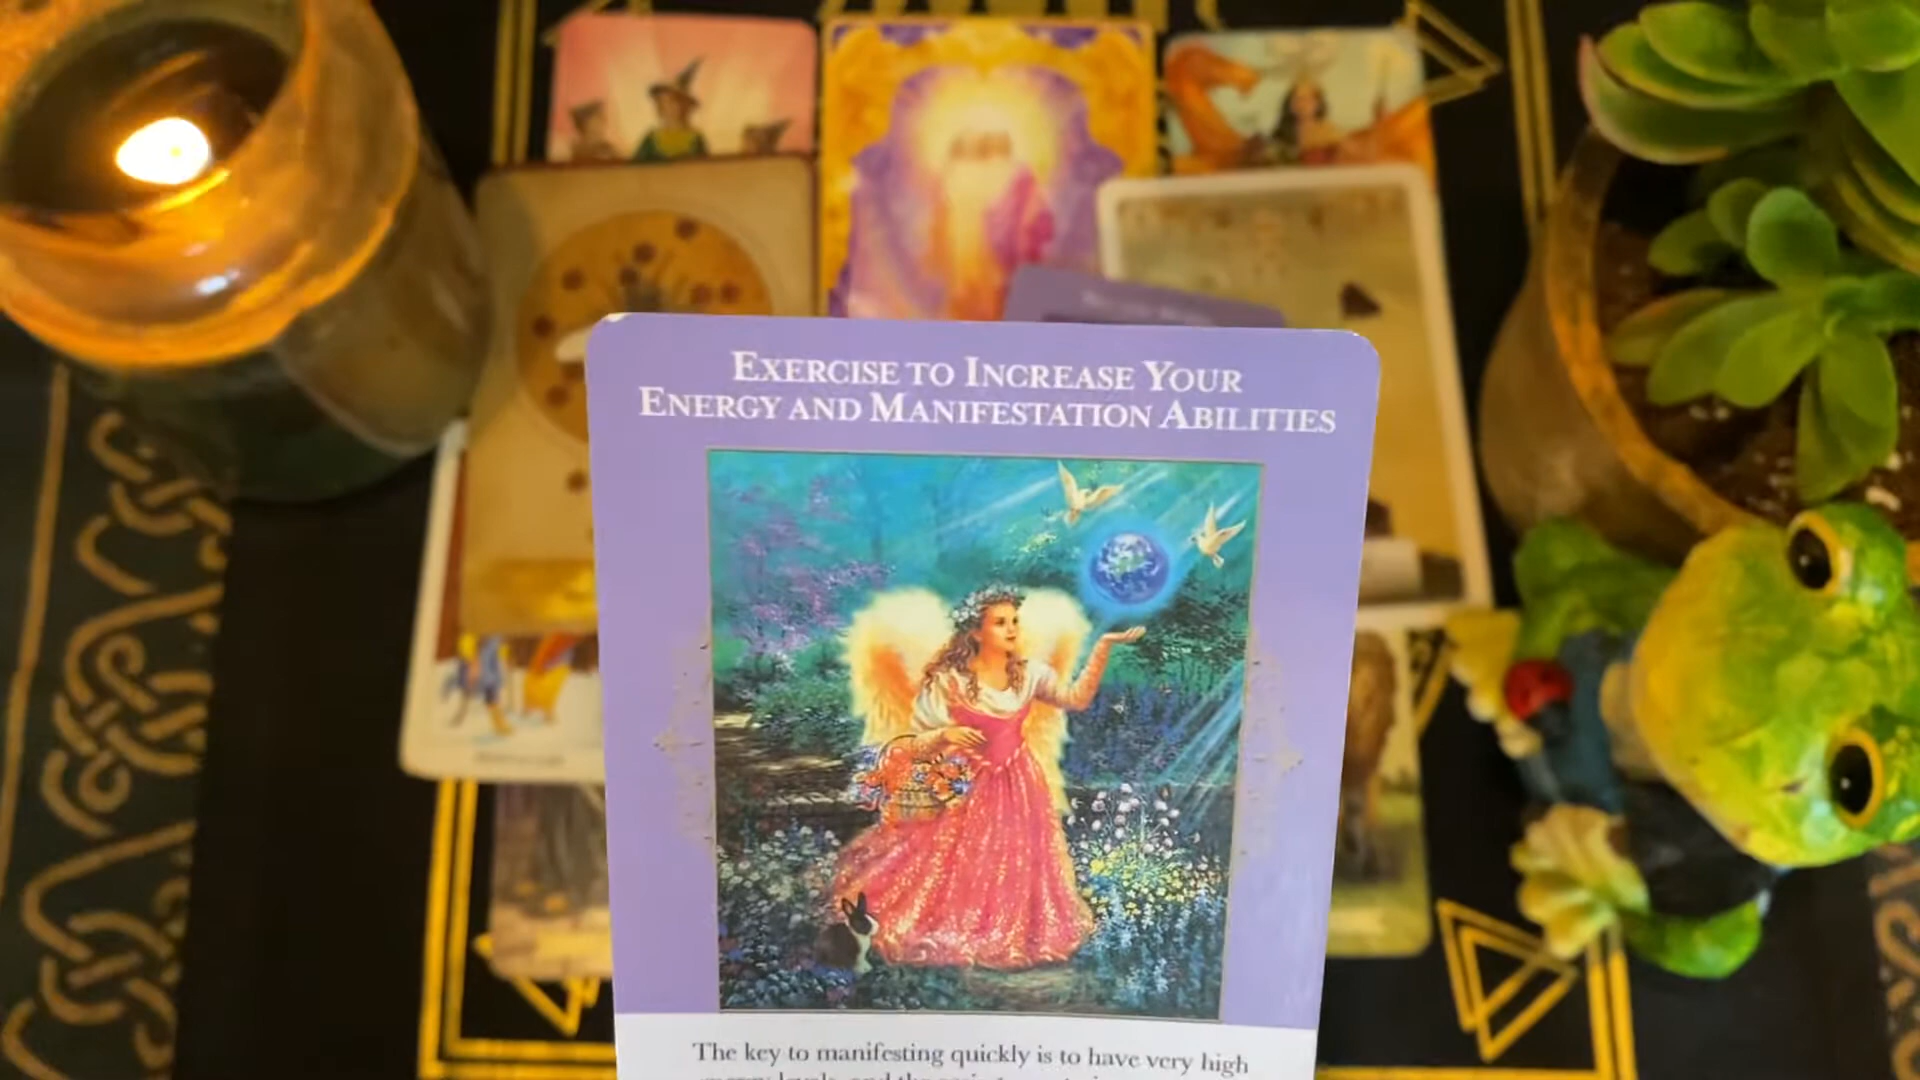 EXERCISE TO INCREASE YOUR
ENERGY AND MANIFESTATION ABILITIES
The key to manifesting quickly is to have very high